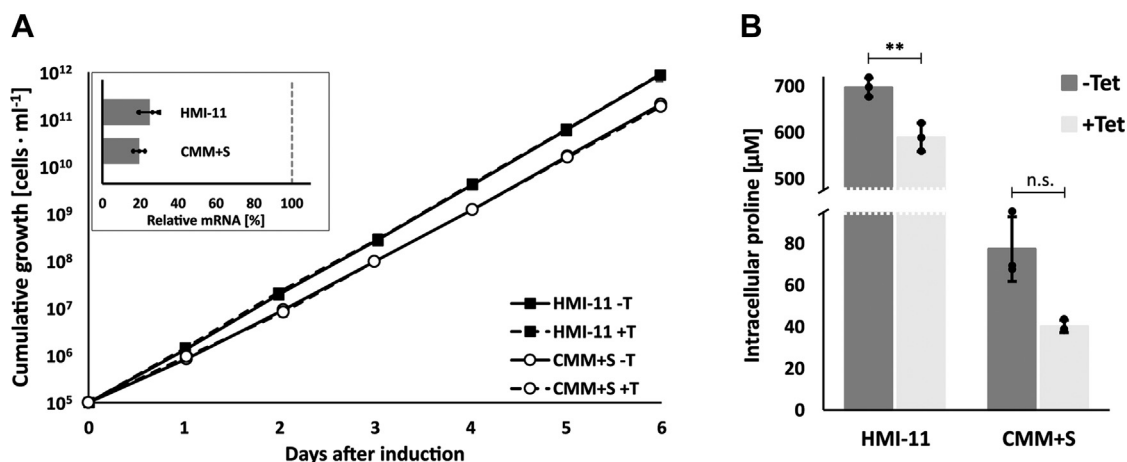 A
Cumulative growth [cells · ml⁻¹]
10¹²
10¹¹
10¹⁰
10⁹
10⁸
10⁷
10⁶
10⁵
HMI-11
CMM+S
0 20 40 60 80 100
Relative mRNA [%]
HMI-11 -T
HMI-11 +T
CMM+S -T
CMM+S +T
0 1 2 3 4 5 6
Days after induction
B
Intracellular proline [µM]
700
600
500
80
60
40
20
0
**
n.s.
-Tet
+Tet
HMI-11 CMM+S